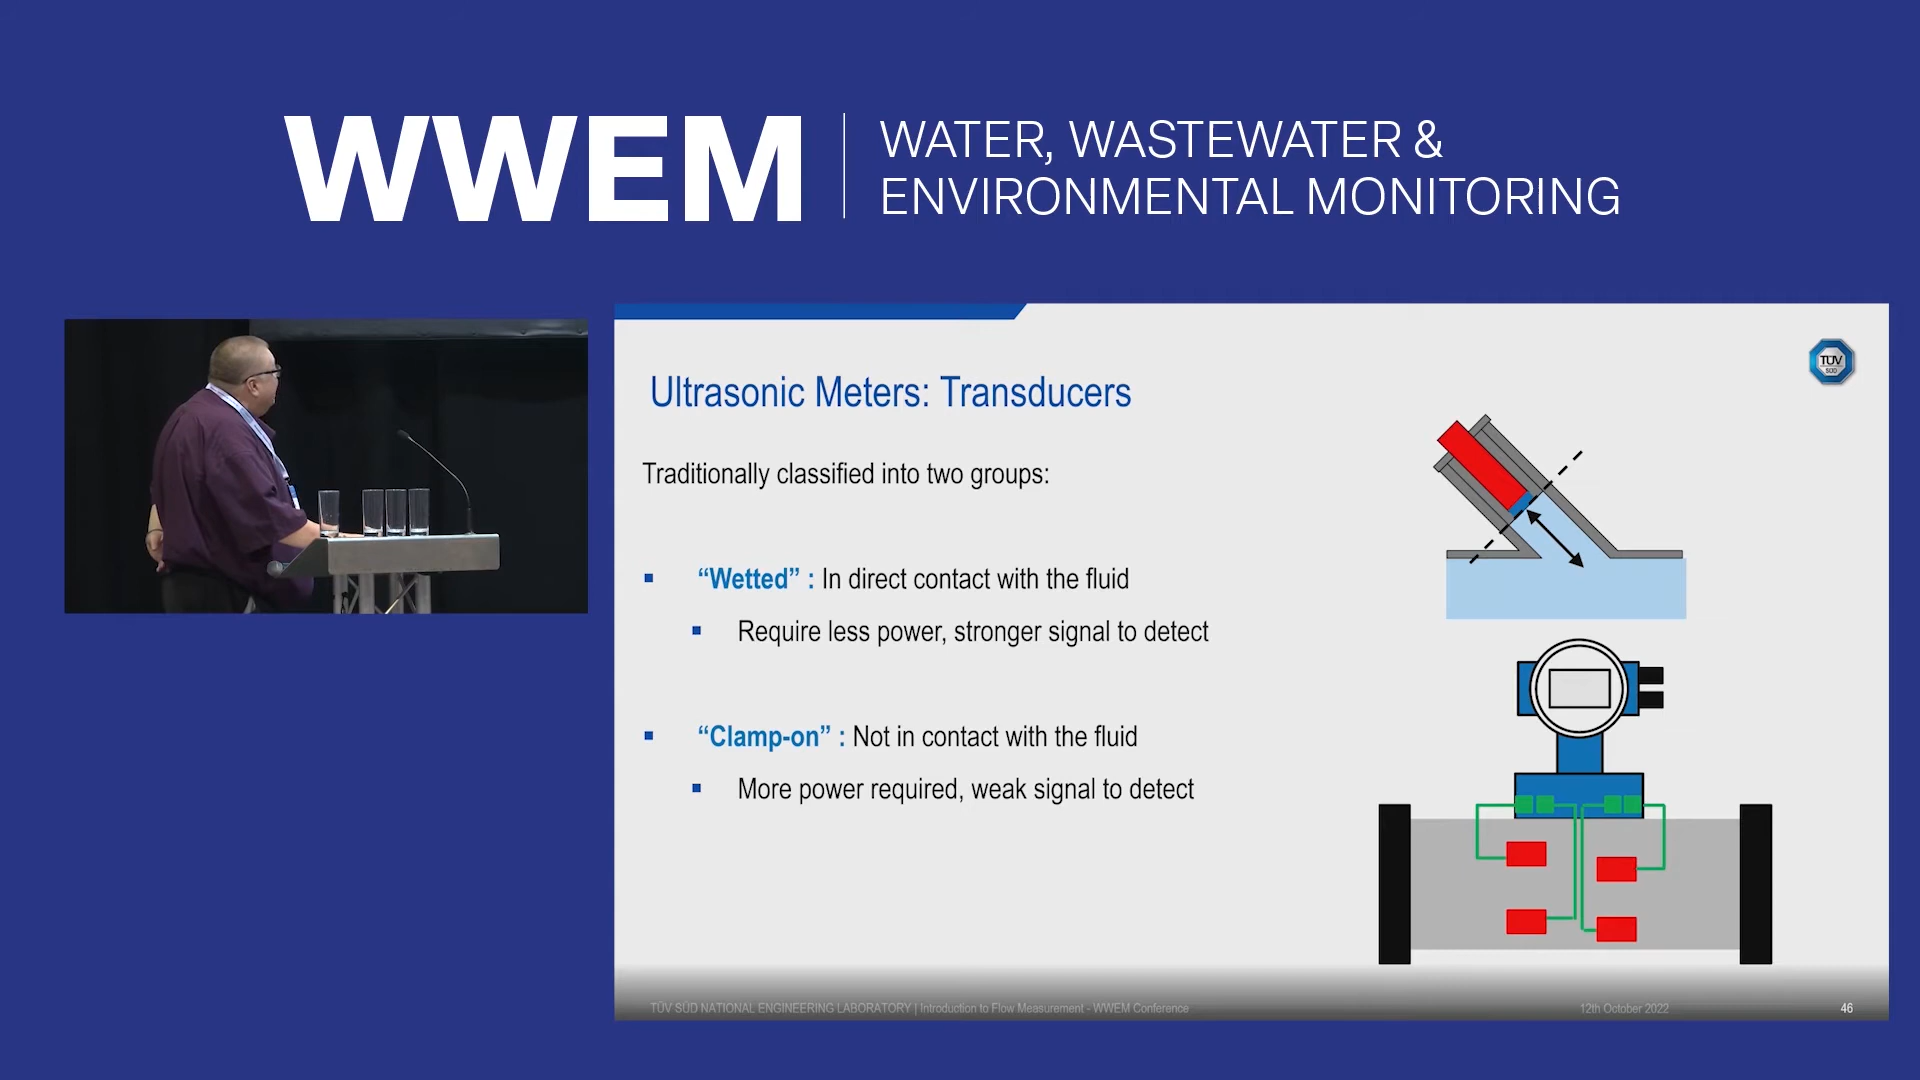 WWEM
WATER, WASTEWATER &
ENVIRONMENTAL MONITORING
TÜV
SÜD
Ultrasonic Meters: Transducers
Traditionally classified into two groups:
▪ “Wetted” : In direct contact with the fluid
▪ Require less power, stronger signal to detect
▪ “Clamp-on” : Not in contact with the fluid
▪ More power required, weak signal to detect
TÜV SÜD NATIONAL ENGINEERING LABORATORY | Introduction to Flow Measurement - WWEM Conference
12th October 2022
46